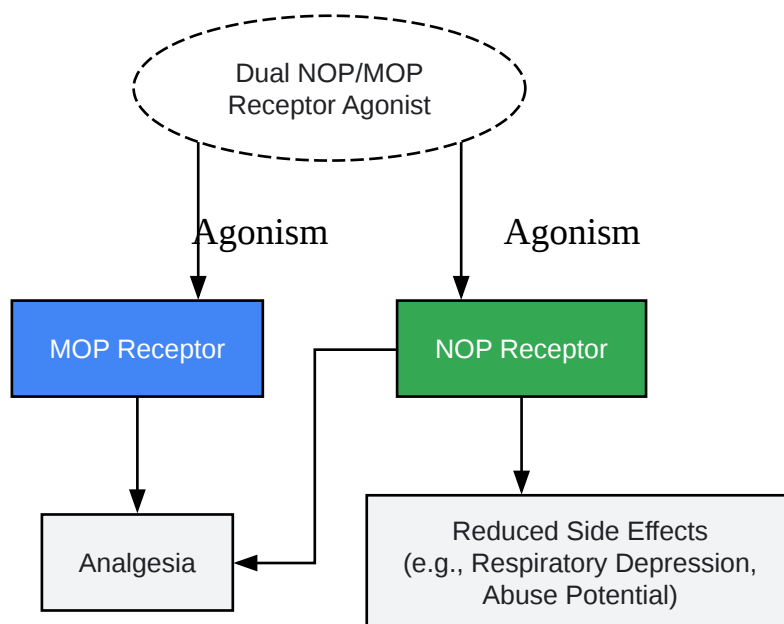 Dual NOP/MOP
Receptor Agonist
Agonism
Agonism
MOP Receptor
NOP Receptor
Analgesia
Reduced Side Effects
(e.g., Respiratory Depression,
Abuse Potential)